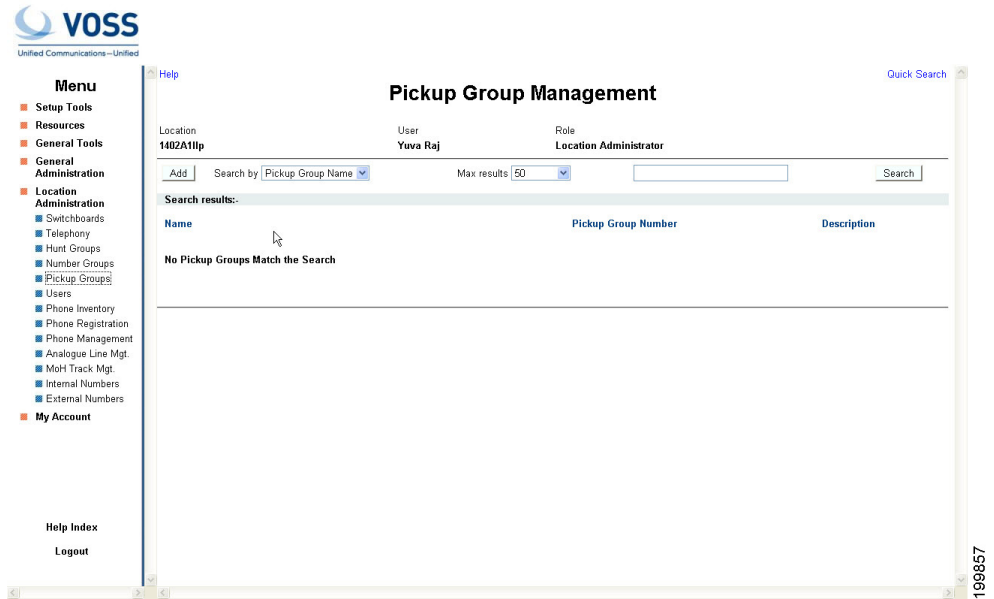 VOSS
Unified Communications—Unified
Menu
Setup Tools
Resources
General Tools
General
Administration
Location
Administration
Switchboards
Telephony
Hunt Groups
Number Groups
Pickup Groups
Users
Phone Inventory
Phone Registration
Phone Management
Analogue Line Mgt.
MoH Track Mgt.
Internal Numbers
External Numbers
My Account
Help Index
Logout
Help
Quick Search
Pickup Group Management
Location User Role
1402A1llp Yuva Raj Location Administrator
Add Search by Pickup Group Name Max results 50 Search
Search results:-
Name Pickup Group Number Description
No Pickup Groups Match the Search
199857